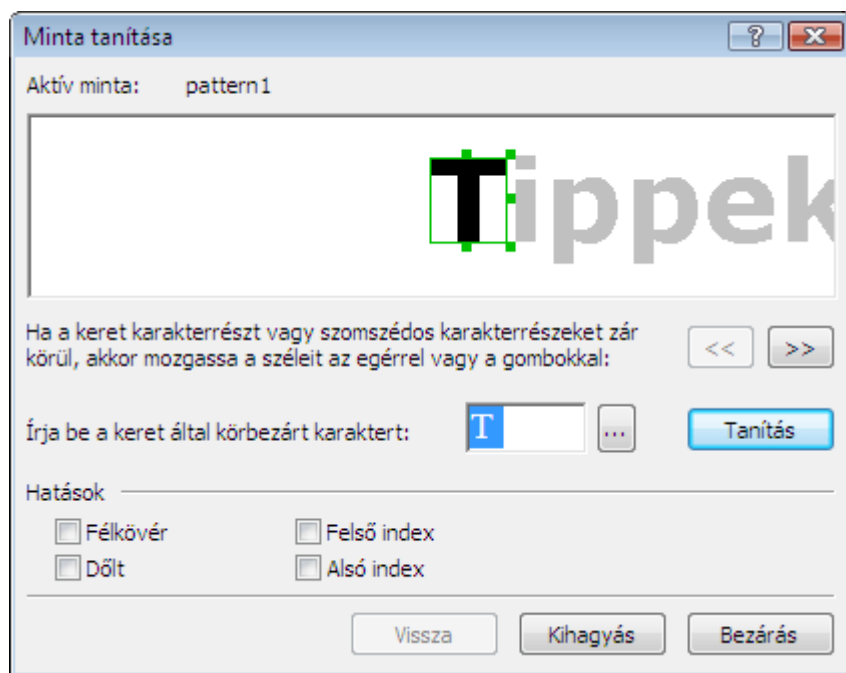 Minta tanítása
Aktív minta: pattern1
Tippek
Ha a keret karakterrészt vagy szomszédos karakterrészeket zár
körül, akkor mozgassa a széleit az egérrel vagy a gombokkal:
<< >>
Írja be a keret által körbezárt karaktert: T ... Tanítás
Hatások
Félkövér Felső index
Dőlt Alsó index
Vissza Kihagyás Bezárás